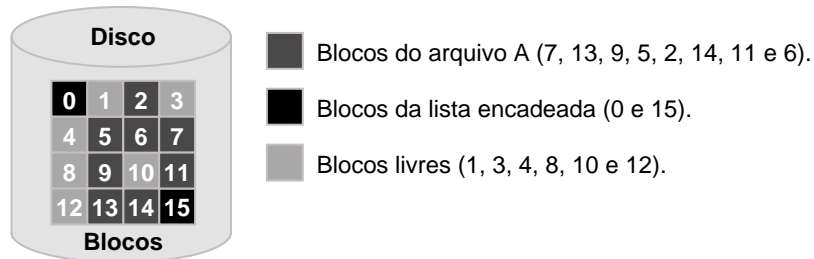 Disco
0 1 2 3
4 5 6 7
8 9 10 11
12 13 14 15
Blocos
Blocos do arquivo A (7, 13, 9, 5, 2, 14, 11 e 6).
Blocos da lista encadeada (0 e 15).
Blocos livres (1, 3, 4, 8, 10 e 12).